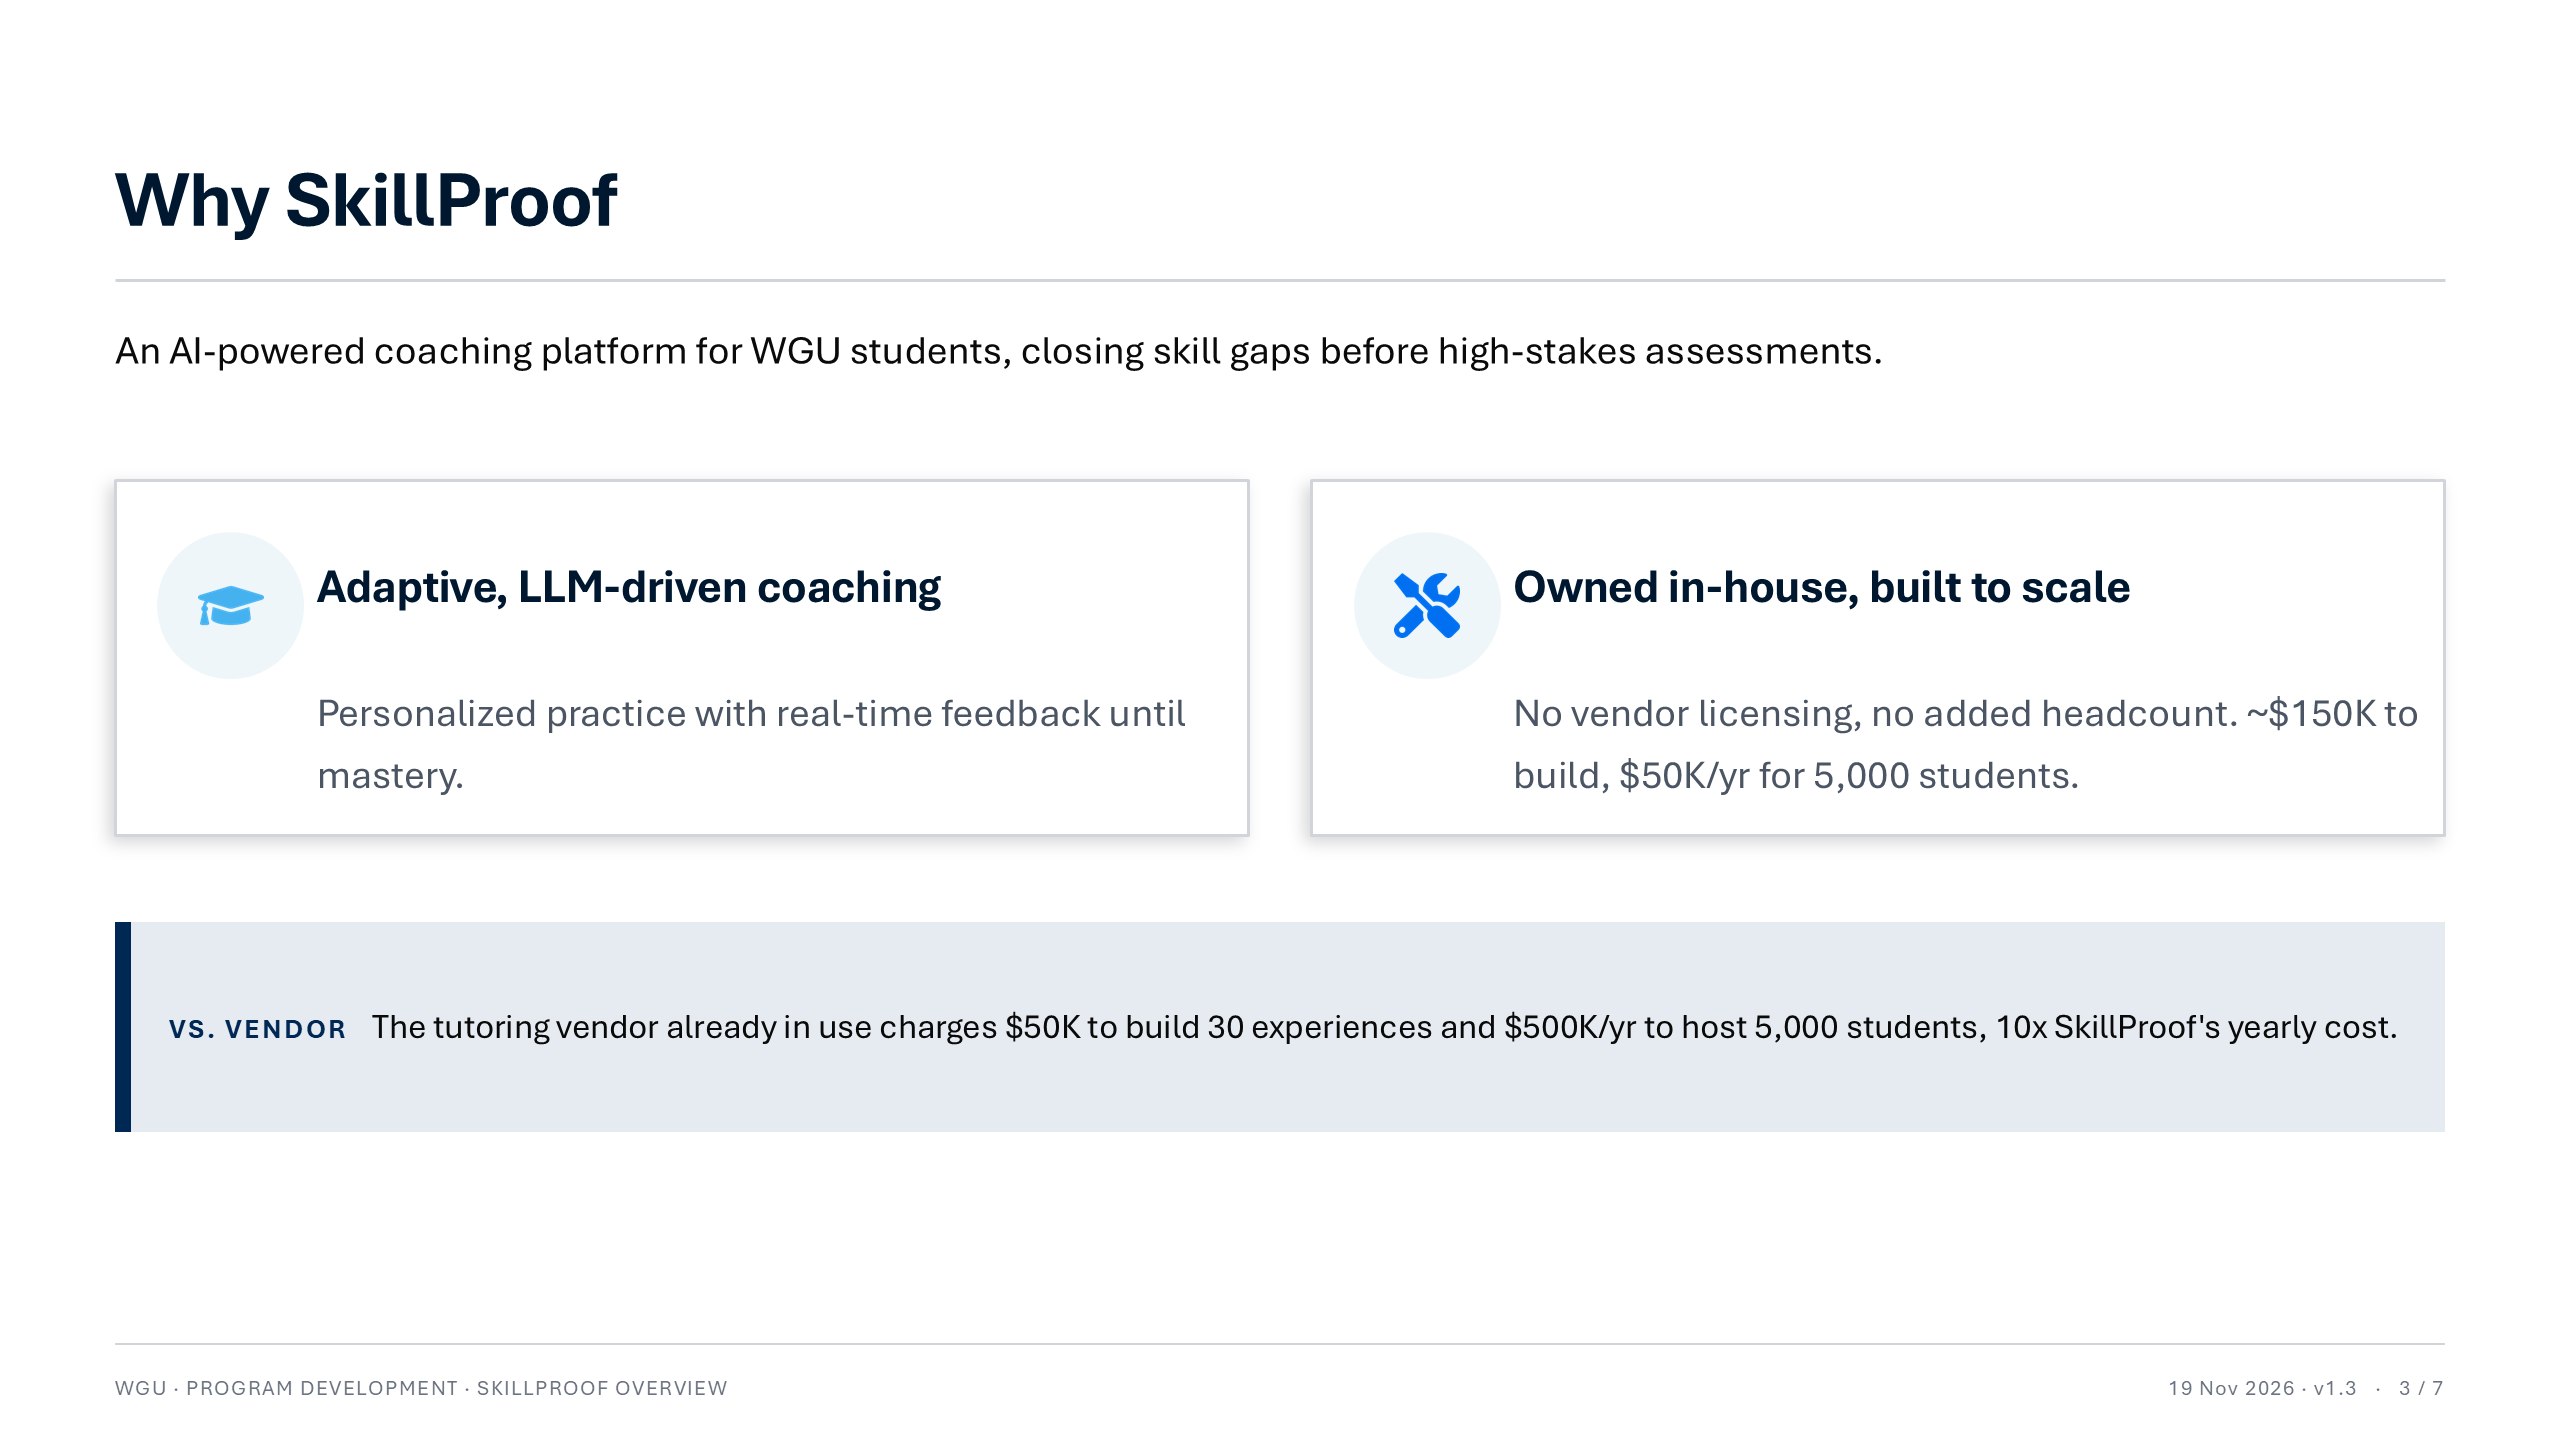 Why SkillProof
An AI-powered coaching platform for WGU students, closing skill gaps before high-stakes assessments.
Adaptive, LLM-driven coaching
Personalized practice with real-time feedback until
mastery.
Owned in-house, built to scale
No vendor licensing, no added headcount. ~$150K to
build, $50K/yr for 5,000 students.
VS. VENDOR The tutoring vendor already in use charges $50K to build 30 experiences and $500K/yr to host 5,000 students, 10x SkillProof's yearly cost.
WGU · PROGRAM DEVELOPMENT · SKILLPROOF OVERVIEW
19 Nov 2026 · v1.3 · 3 / 7